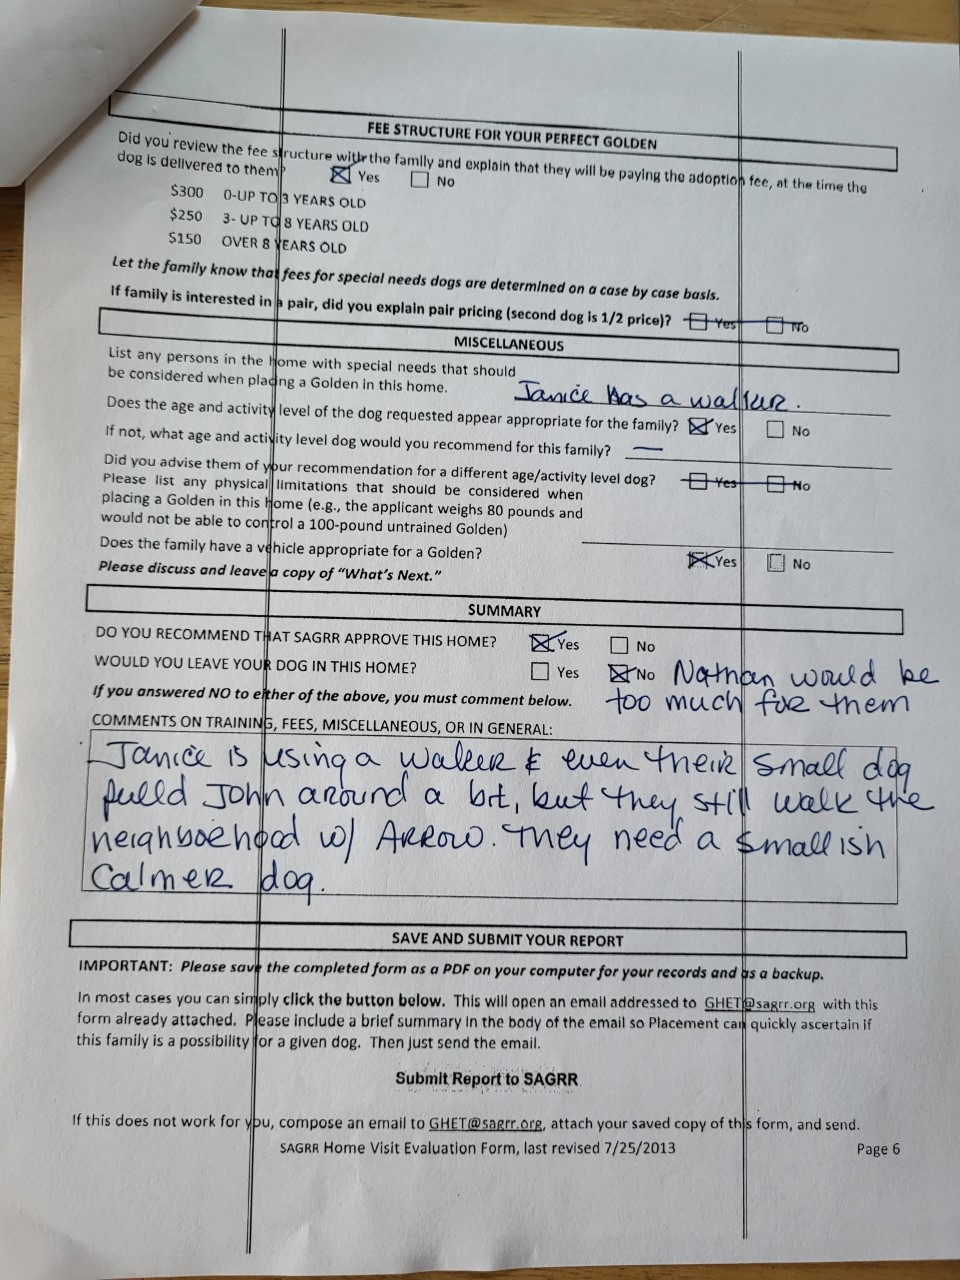 FEE STRUCTURE FOR YOUR PERFECT GOLDEN
Did you review the fee structure with the family and explain that they will be paying the adoption fee, at the time the
dog is delivered to them? Yes No
$300 0-UP TO 3 YEARS OLD
$250 3- UP TO 8 YEARS OLD
$150 OVER 8 YEARS OLD
Let the family know that fees for special needs dogs are determined on a case by case basis.
If family is interested in a pair, did you explain pair pricing (second dog is 1/2 price)? Yes No
MISCELLANEOUS
List any persons in the home with special needs that should
be considered when placing a Golden in this home. Janice has a walker.
Does the age and activity level of the dog requested appear appropriate for the family? Yes No
If not, what age and activity level dog would you recommend for this family? —
Did you advise them of your recommendation for a different age/activity level dog? Yes No
Please list any physical limitations that should be considered when
placing a Golden in this home (e.g., the applicant weighs 80 pounds and
would not be able to control a 100-pound untrained Golden)
Does the family have a vehicle appropriate for a Golden? Yes No
Please discuss and leave a copy of “What's Next.”
SUMMARY
DO YOU RECOMMEND THAT SAGRR APPROVE THIS HOME? Yes No
WOULD YOU LEAVE YOUR DOG IN THIS HOME? Yes No Nathan would be
If you answered NO to either of the above, you must comment below. too much for them
COMMENTS ON TRAINING, FEES, MISCELLANEOUS, OR IN GENERAL:
Janice is using a walker & even their small dog
pulld John around a bit, but they still walk the
neighborhood w/ Arrow. They need a smallish
Calmer dog.
SAVE AND SUBMIT YOUR REPORT
IMPORTANT: Please save the completed form as a PDF on your computer for your records and as a backup.
In most cases you can simply click the button below. This will open an email addressed to GHET@sagrr.org with this
form already attached. Please include a brief summary in the body of the email so Placement can quickly ascertain if
this family is a possibility for a given dog. Then just send the email.
Submit Report to SAGRR
If this does not work for you, compose an email to GHET@sagrr.org, attach your saved copy of this form, and send.
SAGRR Home Visit Evaluation Form, last revised 7/25/2013 Page 6